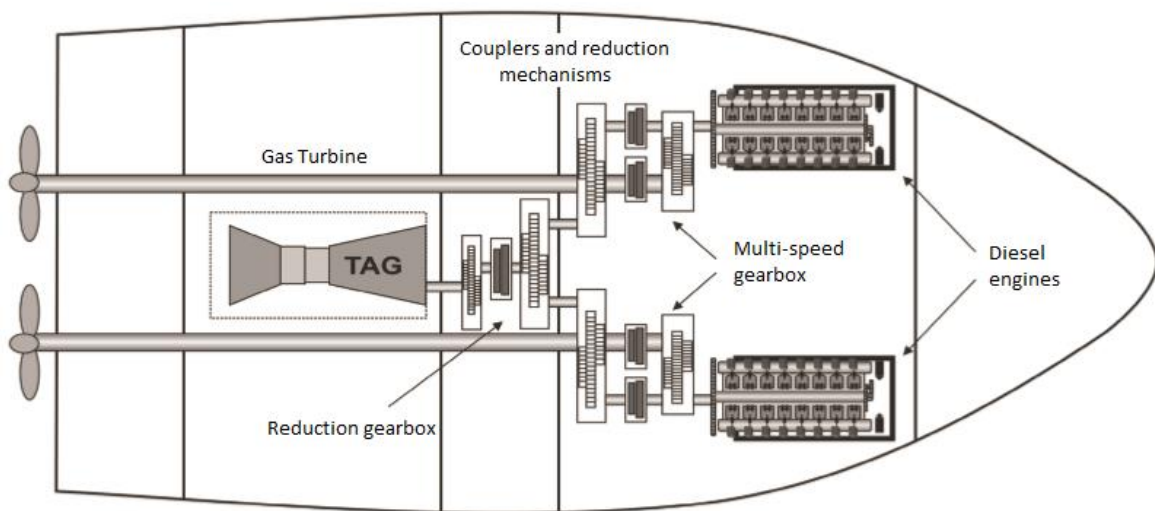 Couplers and reduction
mechanisms
Gas Turbine
TAG
Multi-speed
gearbox
Diesel
engines
Reduction gearbox